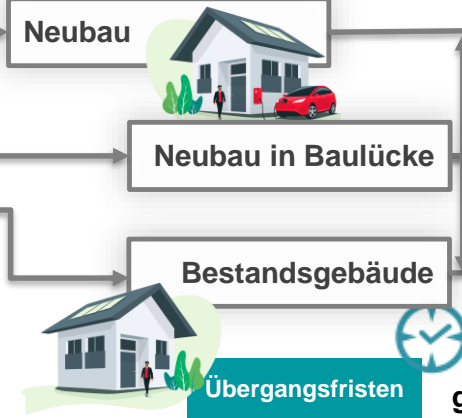 Neubau
Neubau in Baulücke
Bestandsgebäude
Übergangsfristen
g